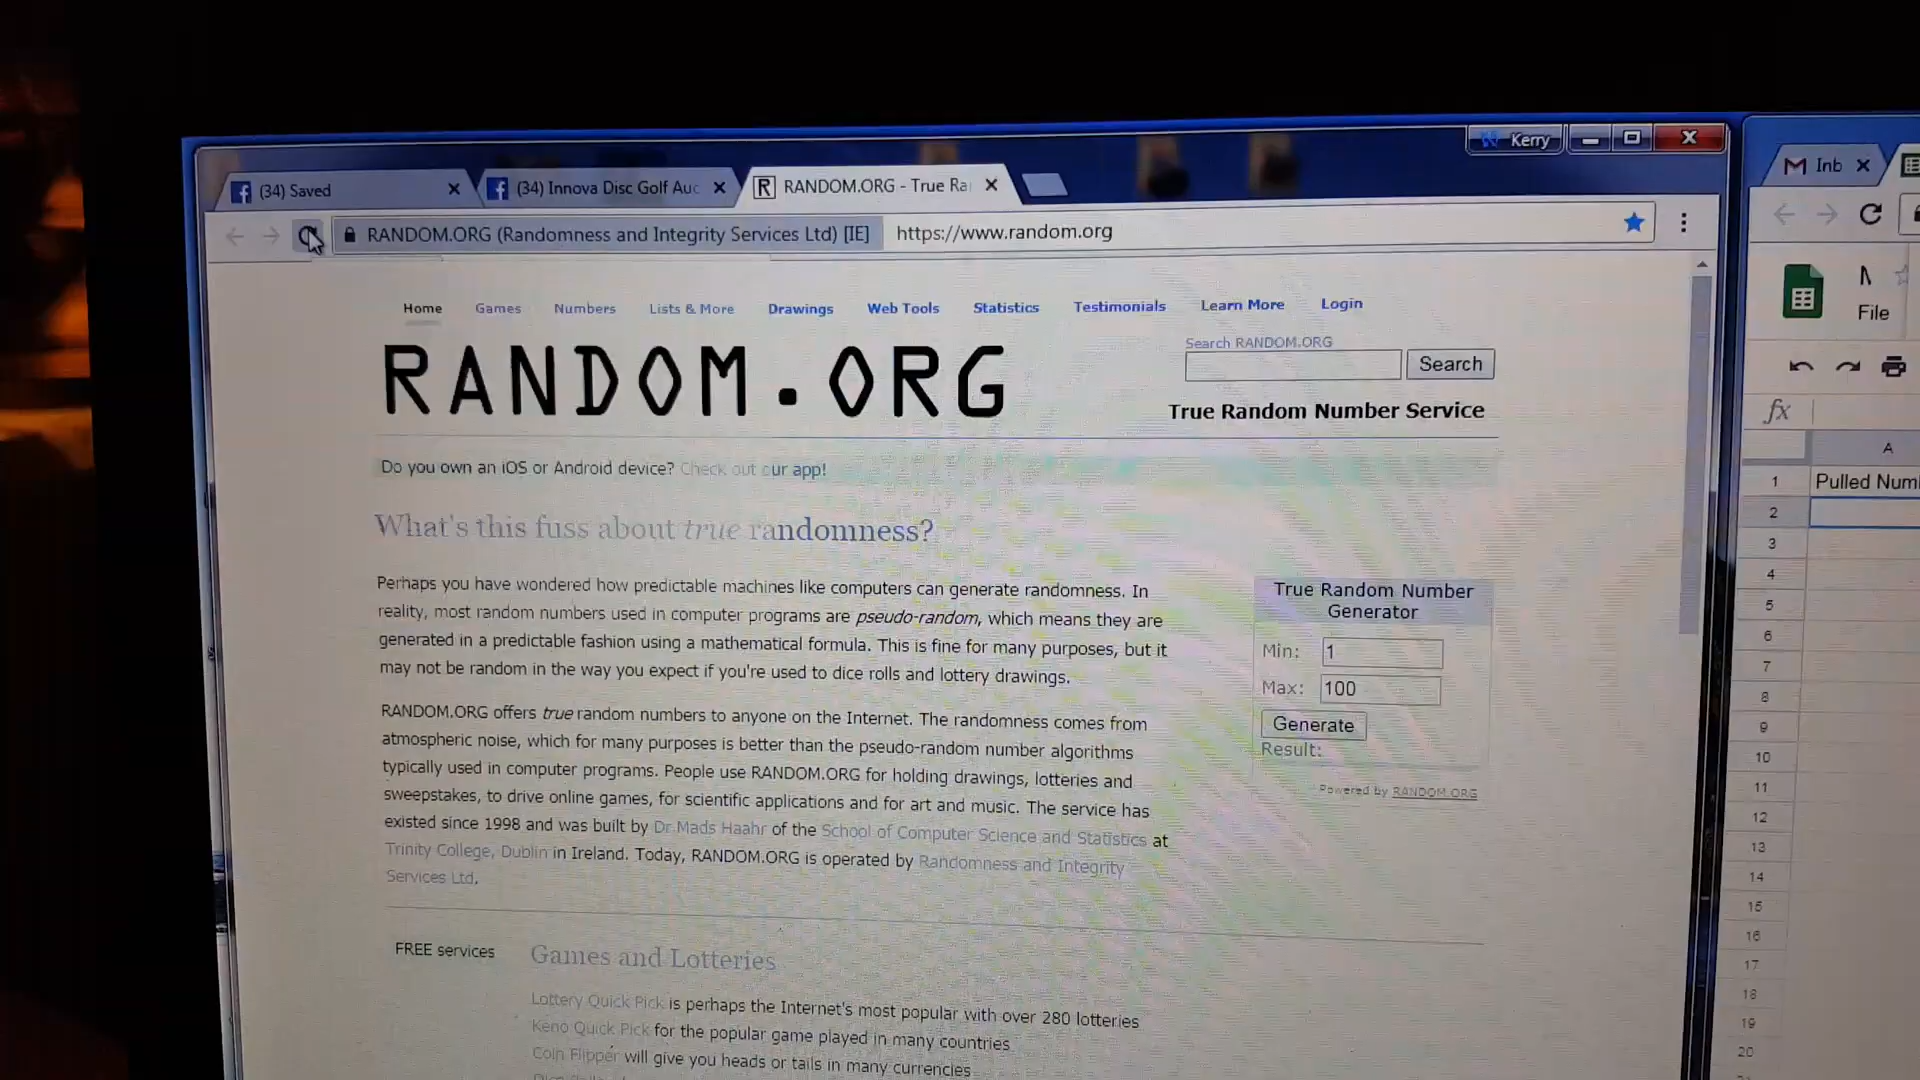 Kerry
(34) Saved
(34) Innova Disc Golf Auc
RANDOM.ORG - True Ra
RANDOM.ORG (Randomness and Integrity Services Ltd) [IE]
https://www.random.org
Home Games Numbers Lists & More Drawings Web Tools Statistics Testimonials Learn More Login
Search RANDOM.ORG
Search
RANDOM.ORG
True Random Number Service
Do you own an iOS or Android device? Check out our app!
What's this fuss about true randomness?
Perhaps you have wondered how predictable machines like computers can generate randomness. In
reality, most random numbers used in computer programs are pseudo-random, which means they are
generated in a predictable fashion using a mathematical formula. This is fine for many purposes, but it
may not be random in the way you expect if you're used to dice rolls and lottery drawings.
RANDOM.ORG offers true random numbers to anyone on the Internet. The randomness comes from
atmospheric noise, which for many purposes is better than the pseudo-random number algorithms
typically used in computer programs. People use RANDOM.ORG for holding drawings, lotteries and
sweepstakes, to drive online games, for scientific applications and for art and music. The service has
existed since 1998 and was built by Dr Mads Haahr of the School of Computer Science and Statistics at
Trinity College, Dublin in Ireland. Today, RANDOM.ORG is operated by Randomness and Integrity
Services Ltd.
True Random Number
Generator
Min: 1
Max: 100
Generate
Result:
Powered by RANDOM.ORG
FREE services
Games and Lotteries
Lottery Quick Pick is perhaps the Internet's most popular with over 280 lotteries
Keno Quick Pick for the popular game played in many countries
Coin Flipper will give you heads or tails in many currencies
Inb
File
fx
A
1 Pulled Num
2
3
4
5
6
7
8
9
10
11
12
13
14
15
16
17
18
19
20